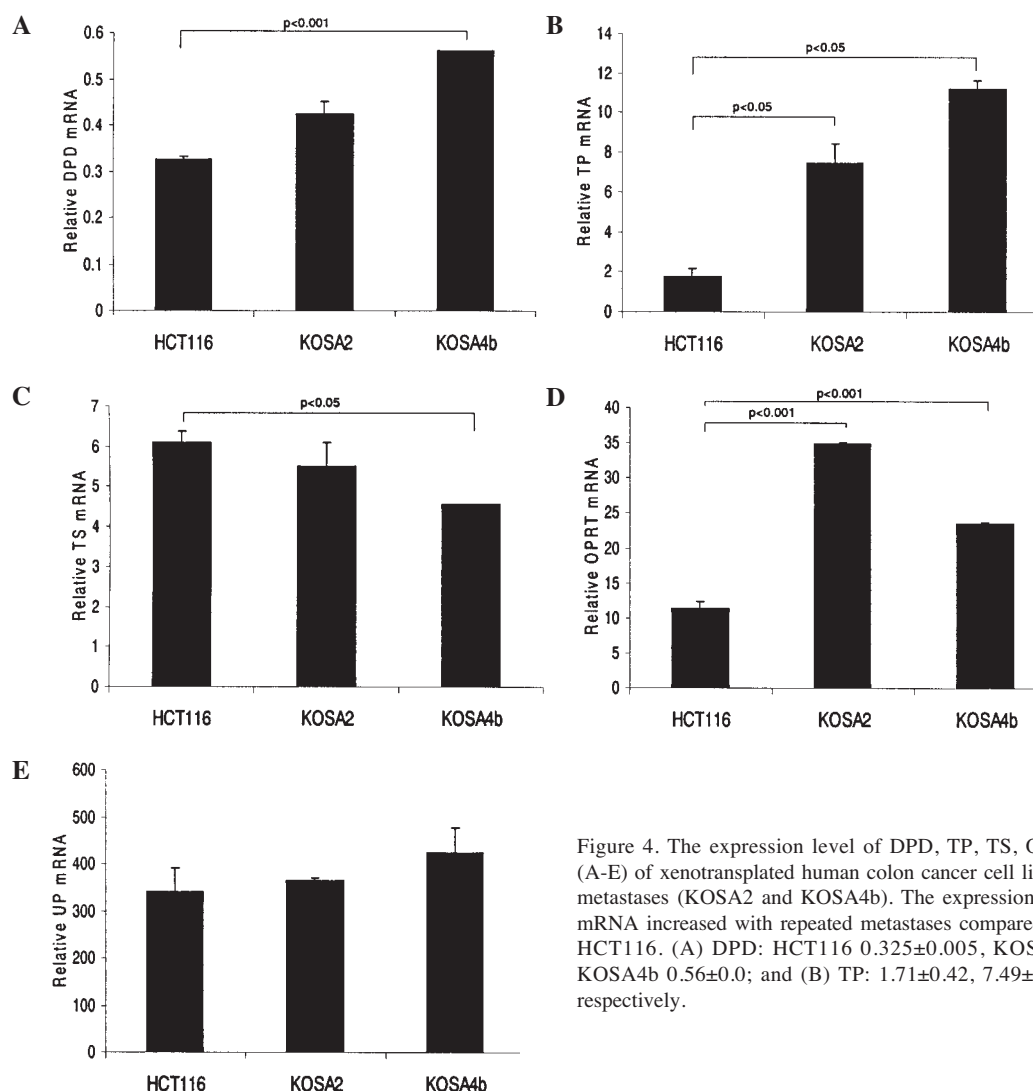 A
p<0.001
Relative DPD mRNA
0.6
0.5
0.4
0.3
0.2
0.1
0
HCT116 KOSA2 KOSA4b
B
p<0.05
p<0.05
Relative TP mRNA
14
12
10
8
6
4
2
0
HCT116 KOSA2 KOSA4b
C
p<0.05
Relative TS mRNA
7
6
5
4
3
2
1
0
HCT116 KOSA2 KOSA4b
D
p<0.001
p<0.001
Relative OPRT mRNA
40
35
30
25
20
15
10
5
0
HCT116 KOSA2 KOSA4b
E
Relative UP mRNA
600
500
400
300
200
100
0
HCT116 KOSA2 KOSA4b
Figure 4. The expression level of DPD, TP, TS,
(A-E) of xenotransplated human colon cancer cell
metastases (KOSA2 and KOSA4b). The expression
mRNA increased with repeated metastases
HCT116. (A) DPD: HCT116 0.325±0.005,
KOSA4b 0.56±0.0; and (B) TP: 1.71±0.42, 7.49±
respectively.